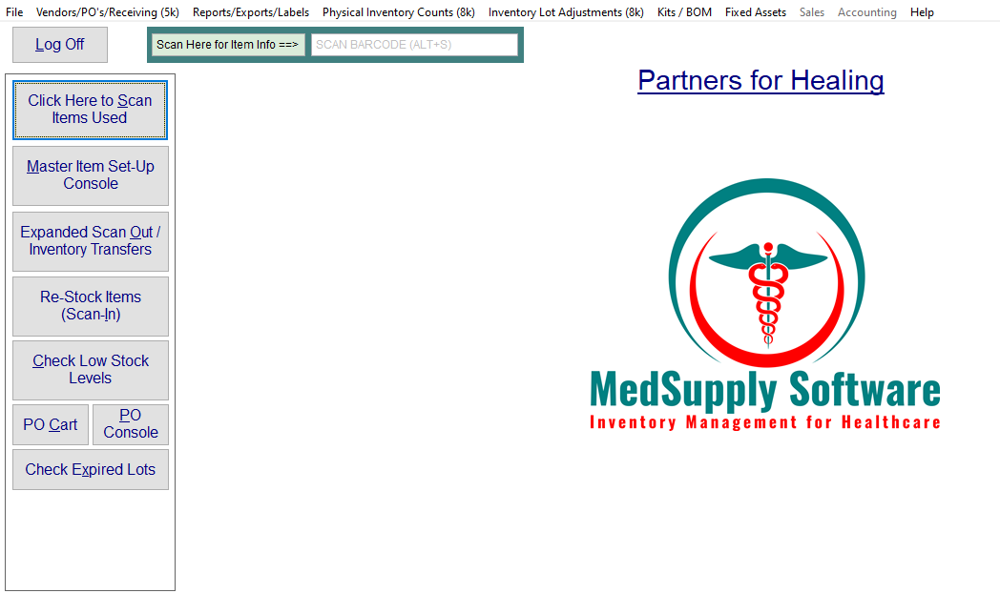 File Vendors/PO's/Receiving (5k) Reports/Exports/Labels Physical Inventory Counts (8k) Inventory Lot Adjustments (8k) Kits / BOM Fixed Assets Sales Accounting Help
Log Off
Scan Here for Item Info ==> SCAN BARCODE (ALT+S)
Partners for Healing
Click Here to Scan
Items Used
Master Item Set-Up
Console
Expanded Scan Out /
Inventory Transfers
Re-Stock Items
(Scan-In)
Check Low Stock
Levels
PO Cart
PO
Console
Check Expired Lots
MedSupply Software
Inventory Management for Healthcare